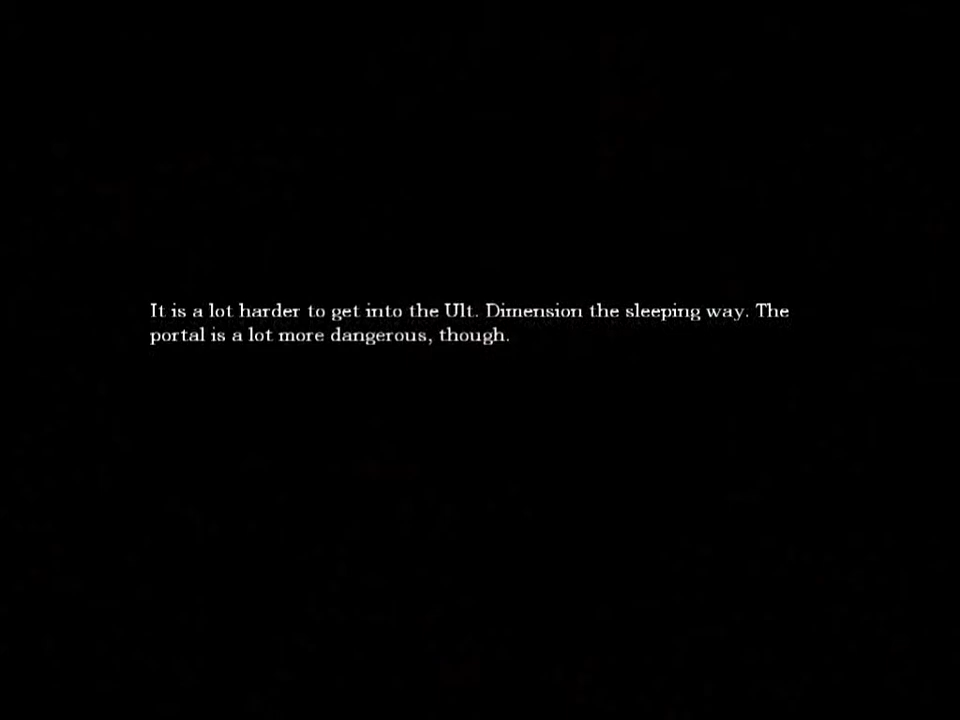 It is a lot harder to get into the Ult. Dimension the sleeping way. The
portal is a lot more dangerous, though.